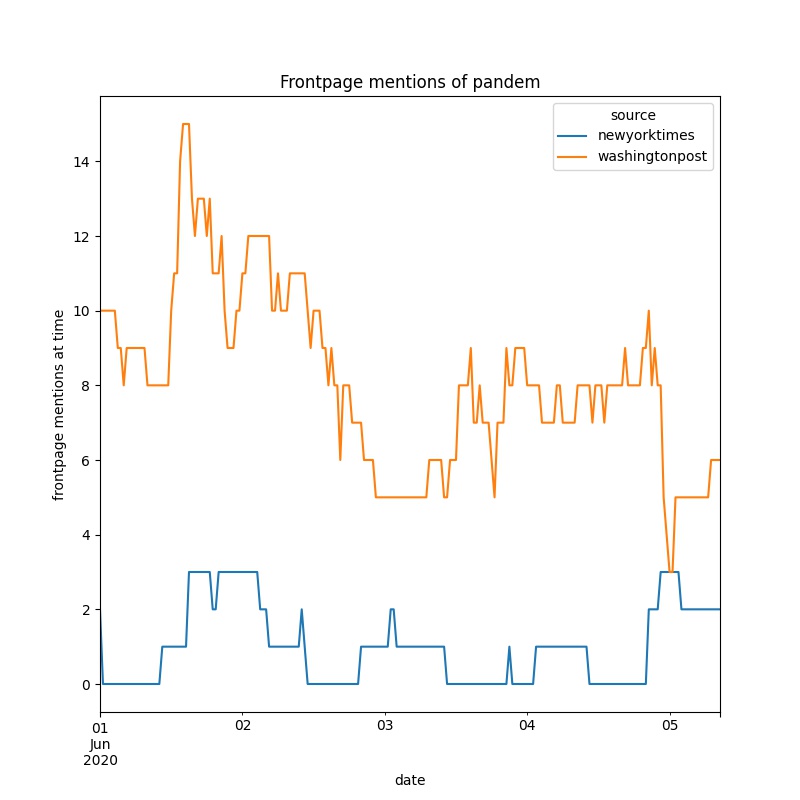 Frontpage mentions of pandem
source
newyorktimes
washingtonpost
frontpage mentions at time
14
12
10
8
6
4
2
0
01
Jun
2020
02
03
04
05
date